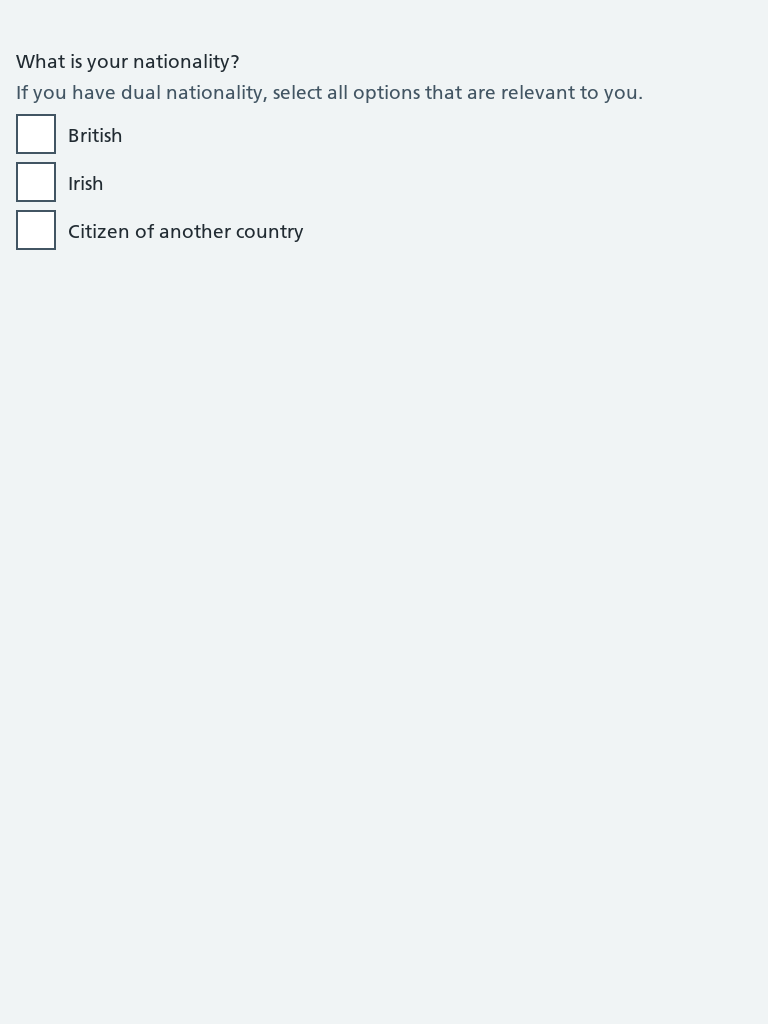 What is your nationality?
If you have dual nationality, select all options that are relevant to you.
British
Irish
Citizen of another country